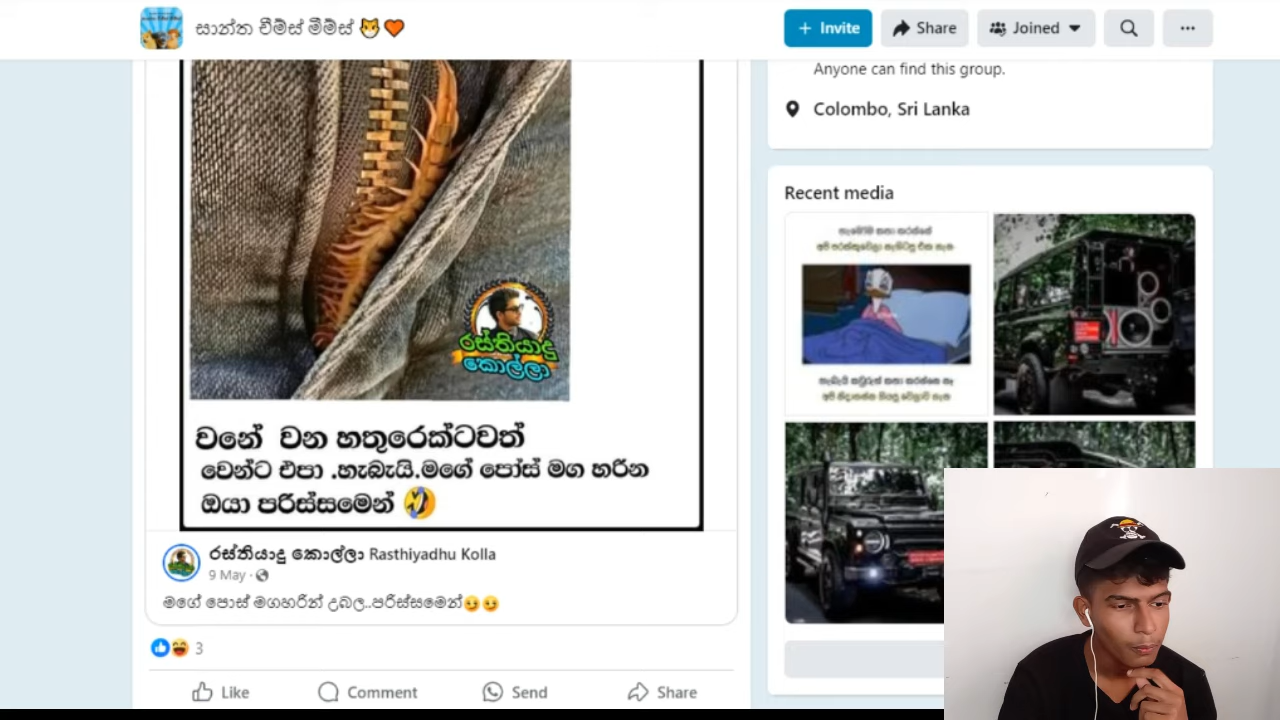 සාන්ත චීම්ස් මීම්ස් 🐱🧡
+ Invite
Share
Joined
Anyone can find this group.
Colombo, Sri Lanka
Recent media
රස්තියාදු
කොල්ලා
වනේ වන හතුරෙක්ටවත්
වෙන්ට එපා .හැබැයි.මගේ පෝස් මග හරින
ඔයා පරිස්සමෙන් 🤣
රස්තියාදු කොල්ලා Rasthiyadhu Kolla
9 May ·
මගේ පොස් මගහරින් උබල..පරිස්සමෙන්😏😏
3
Like
Comment
Send
Share